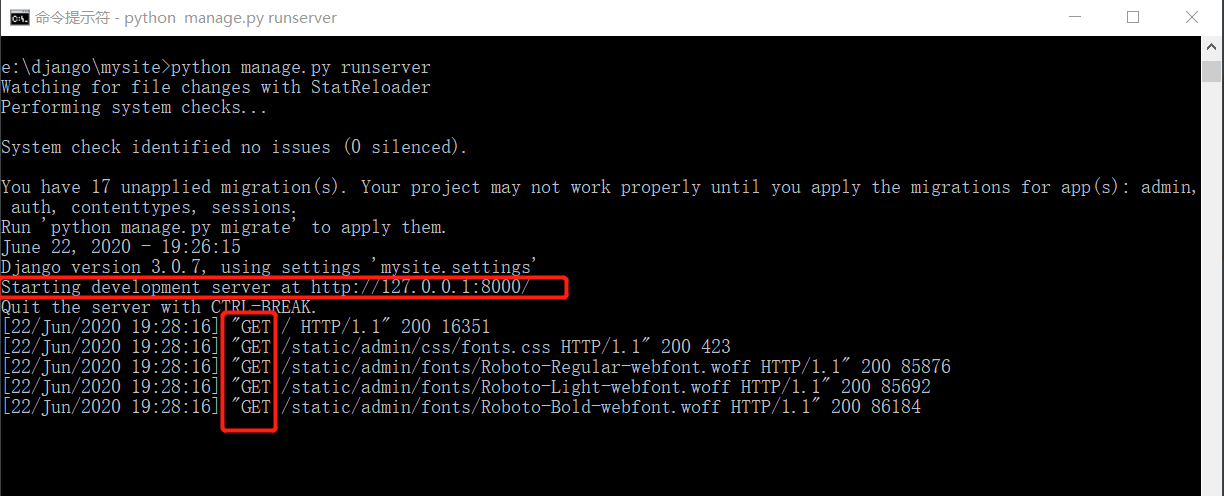 命令提示符 - python  manage.py runserver
e:\django\mysite>python manage.py runserver
Watching for file changes with StatReloader
Performing system checks...
System check identified no issues (0 silenced).
You have 17 unapplied migration(s). Your project may not work properly until you apply the migrations for app(s): admin,
 auth, contenttypes, sessions.
Run 'python manage.py migrate' to apply them.
June 22, 2020 - 19:26:15
Django version 3.0.7, using settings 'mysite.settings'
Starting development server at http://127.0.0.1:8000/
Quit the server with CTRL-BREAK.
[22/Jun/2020 19:28:16] "GET / HTTP/1.1" 200 16351
[22/Jun/2020 19:28:16] "GET /static/admin/css/fonts.css HTTP/1.1" 200 423
[22/Jun/2020 19:28:16] "GET /static/admin/fonts/Roboto-Regular-webfont.woff HTTP/1.1" 200 85876
[22/Jun/2020 19:28:16] "GET /static/admin/fonts/Roboto-Light-webfont.woff HTTP/1.1" 200 85692
[22/Jun/2020 19:28:16] "GET /static/admin/fonts/Roboto-Bold-webfont.woff HTTP/1.1" 200 86184